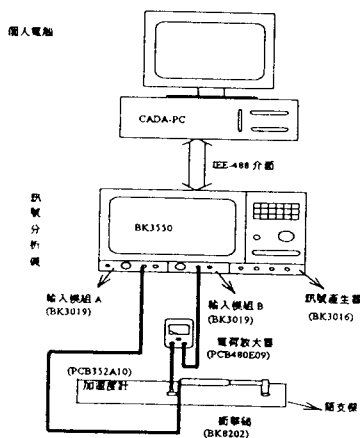 個人電腦
CADA-PC
IEE-488 介面
訊號分析儀
BK3550
輸入模組 A
(BK3019)
輸入模組 B
(BK3019)
訊號產生器
(BK3016)
電荷放大器
(PCB480E09)
(PCB352A10)
加速度計
衝擊鎚
(BK8202)
簡支樑